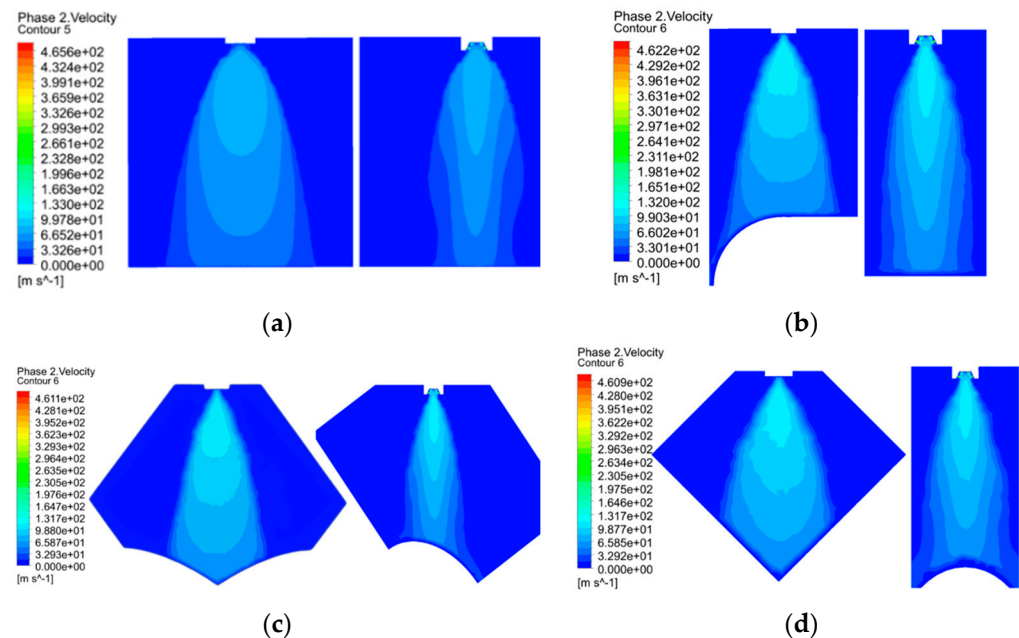 Phase 2.Velocity
Contour 5
4.656e+02
4.324e+02
3.991e+02
3.659e+02
3.326e+02
2.993e+02
2.661e+02
2.328e+02
1.996e+02
1.663e+02
1.330e+02
9.978e+01
6.652e+01
3.326e+01
0.000e+00
[m s^-1]
(a)
Phase 2.Velocity
Contour 6
4.622e+02
4.292e+02
3.961e+02
3.631e+02
3.301e+02
2.971e+02
2.641e+02
2.311e+02
1.981e+02
1.651e+02
1.320e+02
9.903e+01
6.602e+01
3.301e+01
0.000e+00
[m s^-1]
(b)
Phase 2.Velocity
Contour 6
4.611e+02
4.281e+02
3.952e+02
3.623e+02
3.293e+02
2.964e+02
2.635e+02
2.305e+02
1.976e+02
1.647e+02
1.317e+02
9.880e+01
6.587e+01
3.293e+01
0.000e+00
[m s^-1]
(c)
Phase 2.Velocity
Contour 6
4.609e+02
4.280e+02
3.951e+02
3.622e+02
3.292e+02
2.963e+02
2.634e+02
2.305e+02
1.975e+02
1.646e+02
1.317e+02
9.877e+01
6.585e+01
3.292e+01
0.000e+00
[m s^-1]
(d)